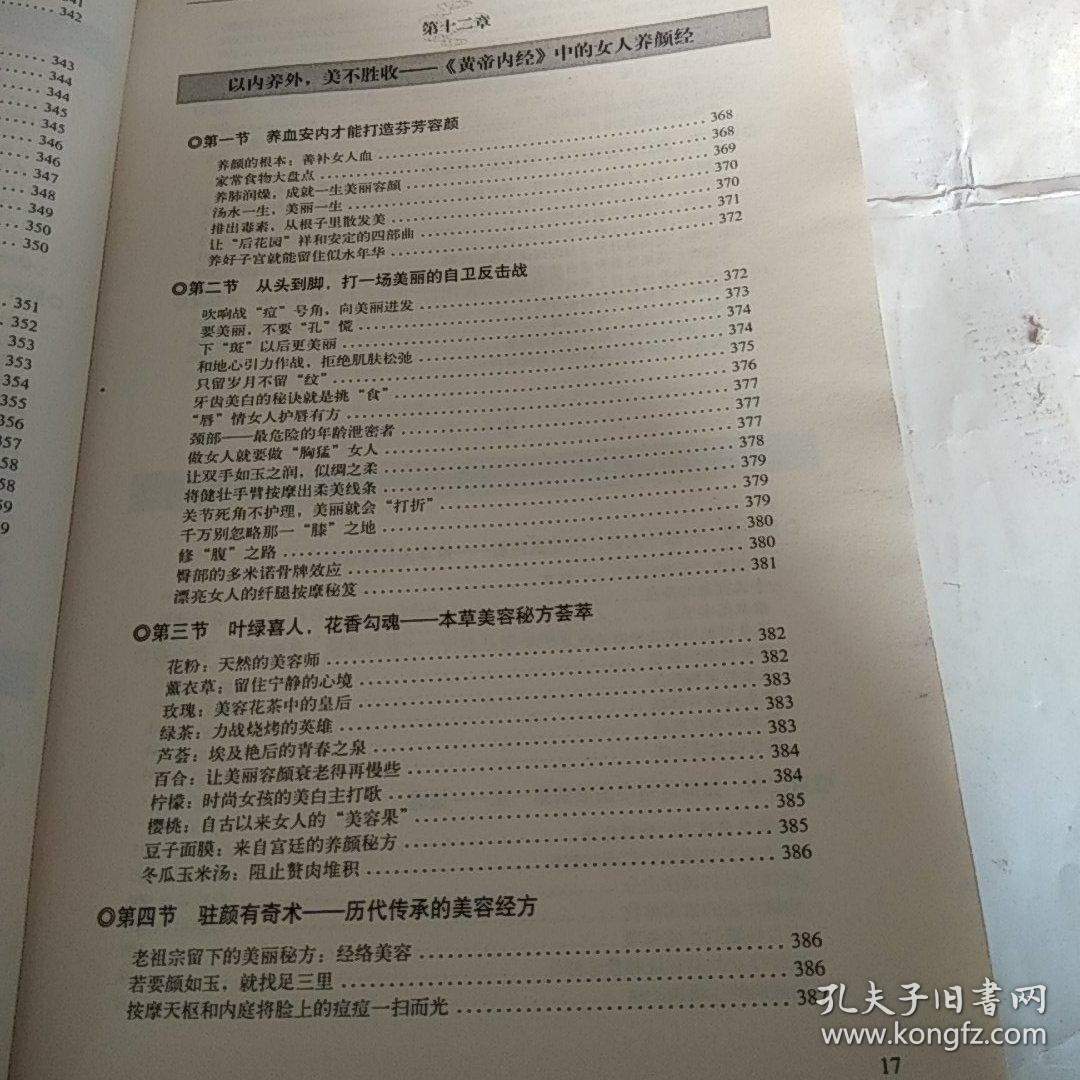 341
342
343
344
344
345
345
346
346
347
348
349
350
350
351
352
353
353
354
355
356
357
358
358
359
第十二章
以内养外，美不胜收——《黄帝内经》中的女人养颜经
◎第一节 养血安内才能打造芬芳容颜
养颜的根本：善补女人血 368
家常食物大盘点 368
养肺润燥，成就一生美丽容颜 369
汤水一生，美丽一生 370
排出毒素，从根子里散发美 370
让“后花园”祥和安定的四部曲 371
养好子宫就能留住似水年华 372
◎第二节 从头到脚，打一场美丽的自卫反击战
吹响战“痘”号角，向美丽进发 372
要美丽，不要“孔”慌 373
下“斑”以后更美丽 374
和地心引力作战，拒绝肌肤松弛 374
只留岁月不留“纹” 375
牙齿美白的秘诀就是挑“食” 376
“唇”情女人护唇有方 377
颈部——最危险的年龄泄密者 377
做女人就要做“胸猛”女人 377
让双手如玉之润，似绸之柔 378
将健壮手臂按摩出柔美线条 379
关节死角不护理，美丽就会“打折” 379
千万别忽略那一“膝”之地 379
修“腹”之路 380
臀部的多米诺骨牌效应 380
漂亮女人的纤腿按摩秘笈 381
◎第三节 叶绿喜人，花香勾魂——本草美容秘方荟萃
花粉：天然的美容师 382
薰衣草：留住宁静的心境 382
玫瑰：美容花茶中的皇后 383
绿茶：力战烧烤的英雄 383
芦荟：埃及艳后的青春之泉 383
百合：让美丽容颜衰老得再慢些 384
柠檬：时尚女孩的美白主打歌 384
樱桃：自古以来女人的“美容果” 385
豆子面膜：来自宫廷的养颜秘方 385
冬瓜玉米汤：阻止赘肉堆积 386
◎第四节 驻颜有奇术——历代传承的美容经方
老祖宗留下的美丽秘方：经络美容 386
若要颜如玉，就找足三里 386
按摩天枢和内庭将脸上的痘痘一扫而光 387
17
孔夫子旧书网
www.kongfz.com